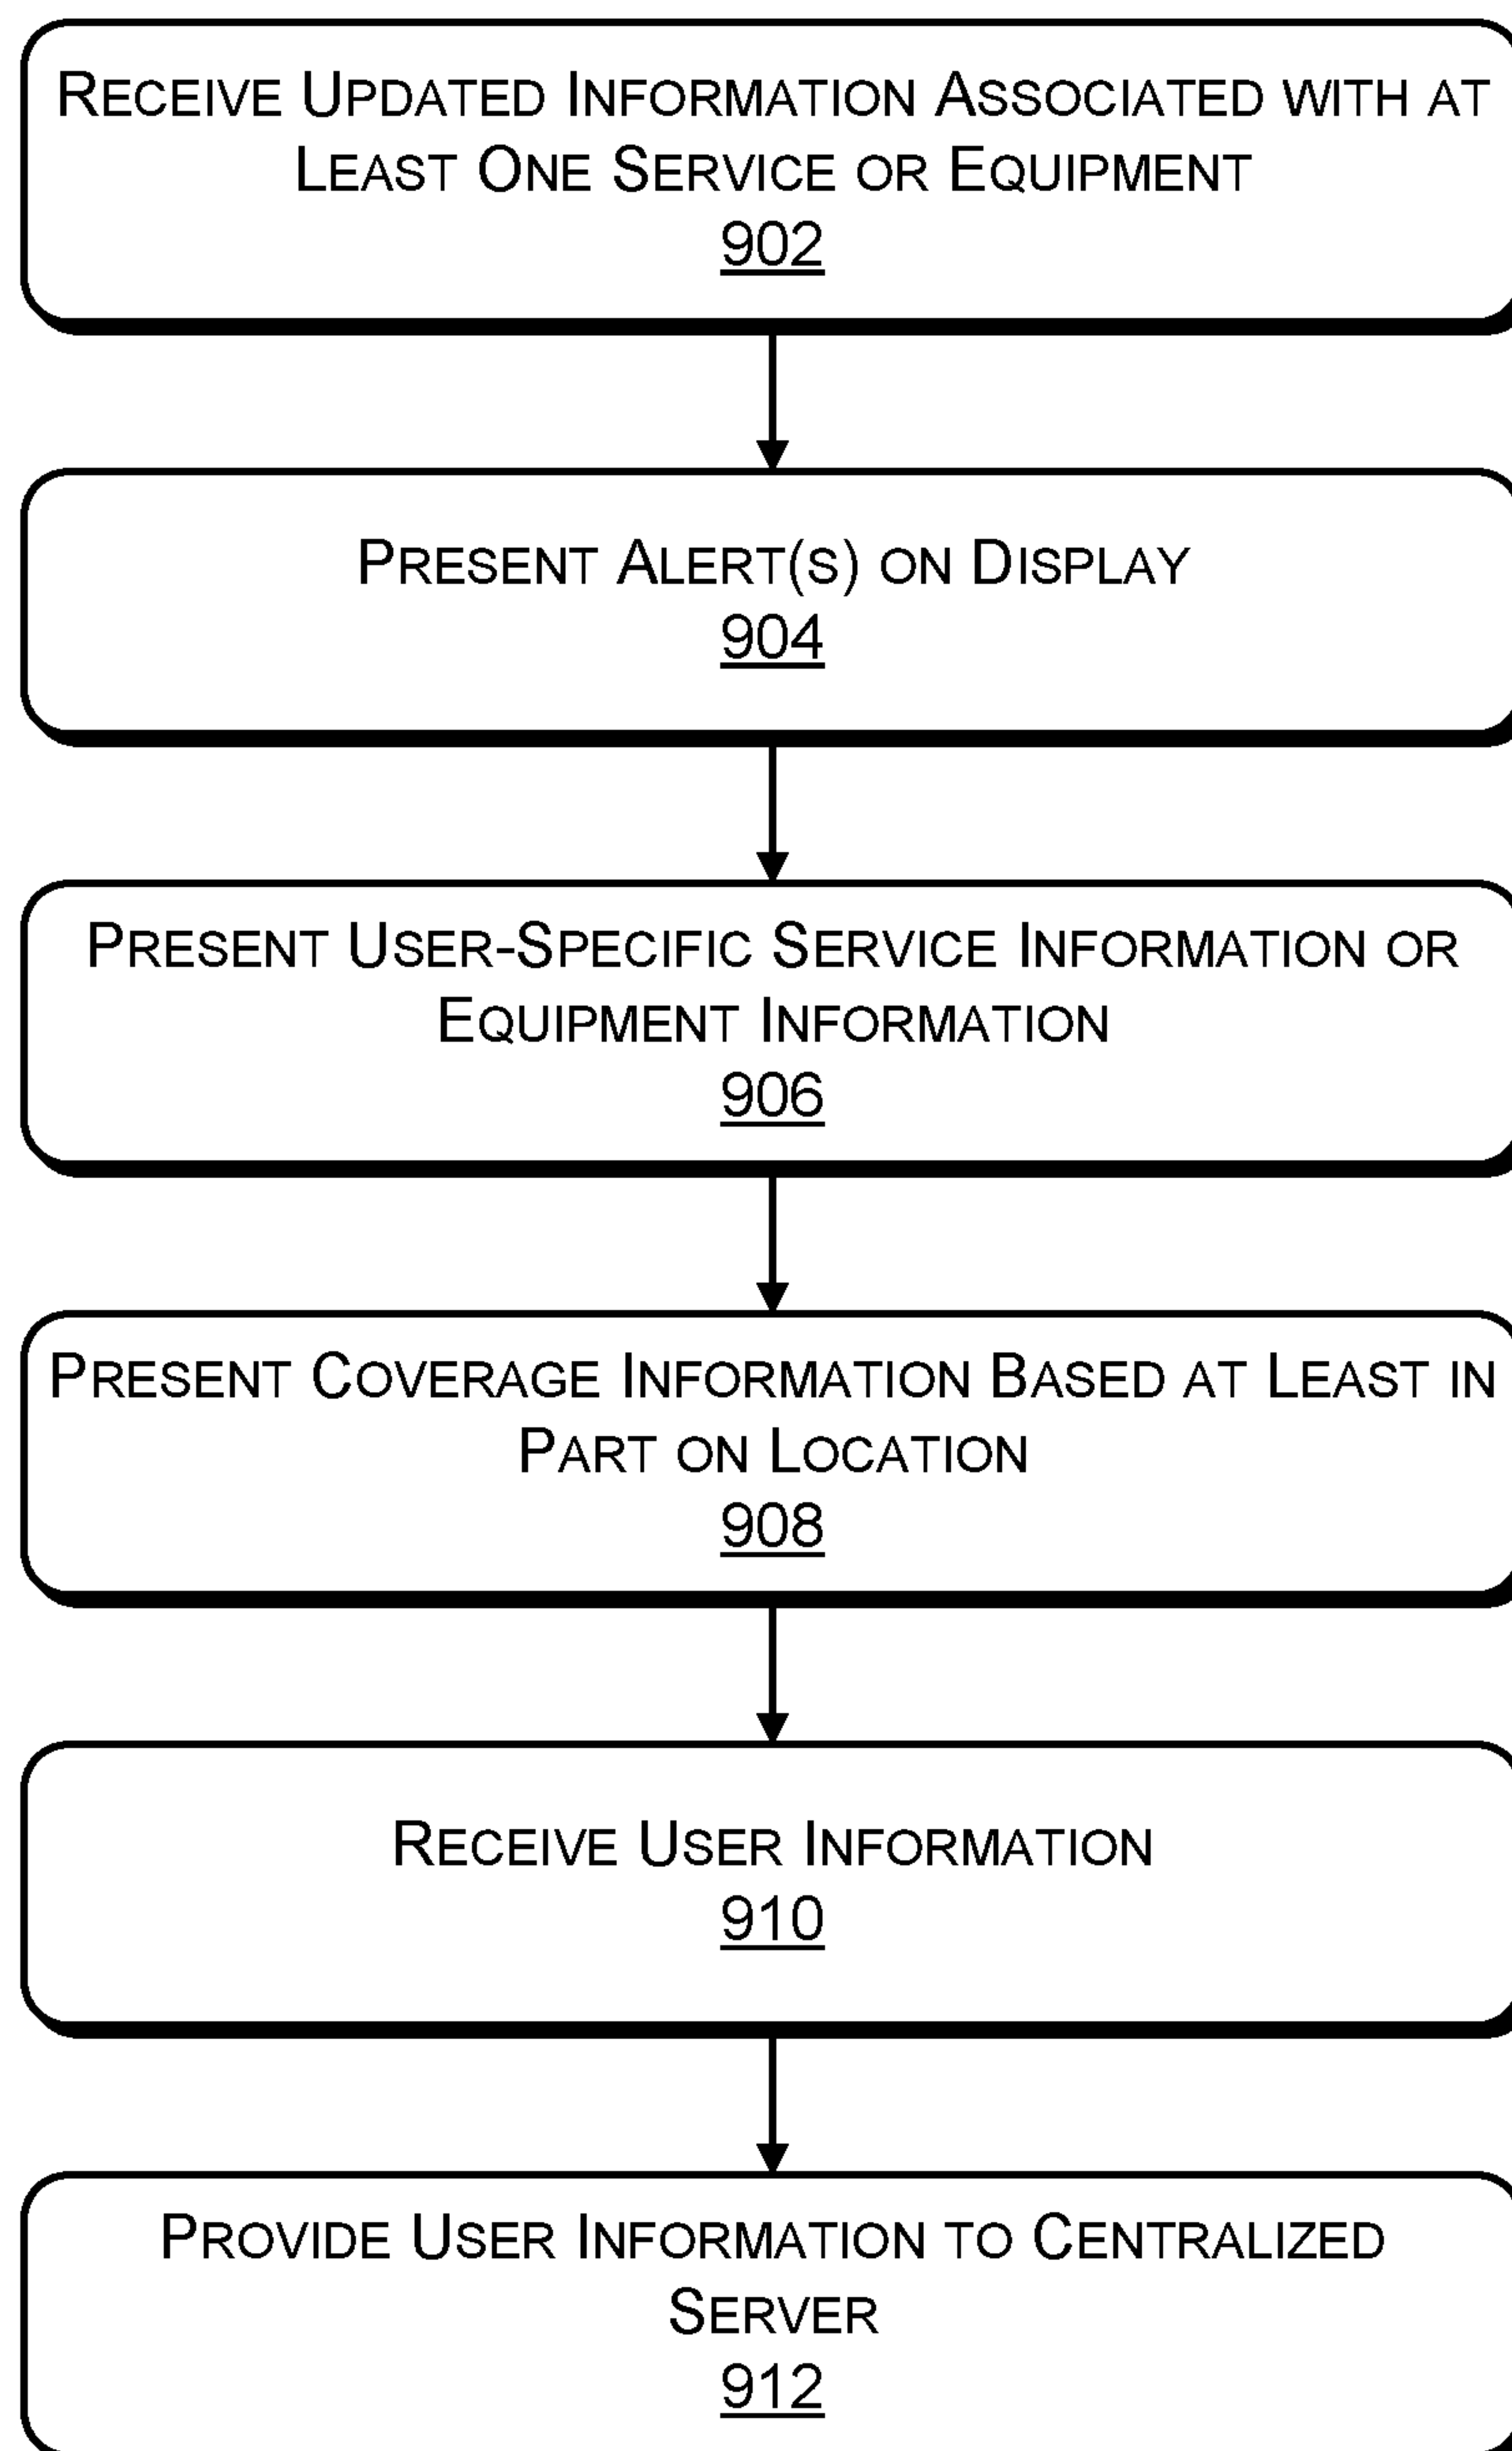 RECEIVE UPDATED INFORMATION ASSOCIATED WITH AT
LEAST ONE SERVICE OR EQUIPMENT
902
PRESENT ALERT(S) ON DISPLAY
904
PRESENT USER-SPECIFIC SERVICE INFORMATION OR
EQUIPMENT INFORMATION
906
PRESENT COVERAGE INFORMATION BASED AT LEAST IN
PART ON LOCATION
908
RECEIVE USER INFORMATION
910
PROVIDE USER INFORMATION TO CENTRALIZED
SERVER
912